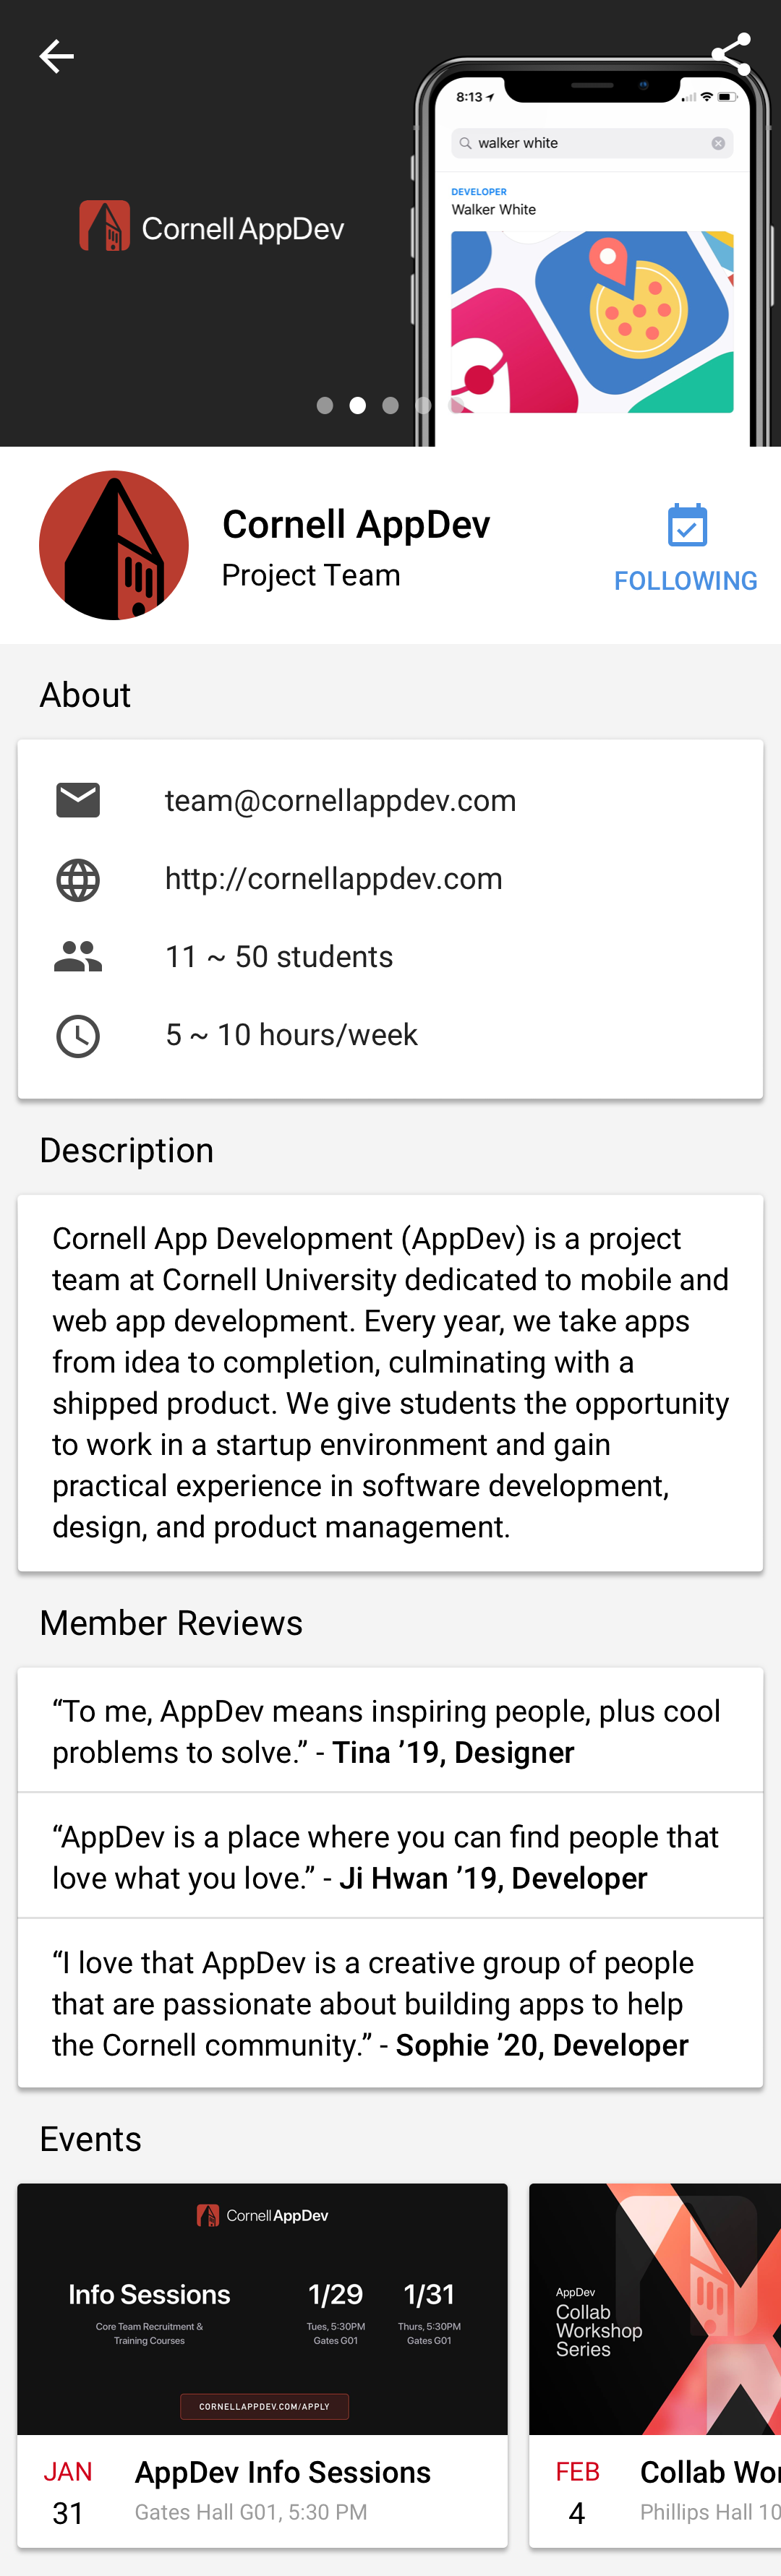 8:13
walker white
DEVELOPER
Walker White
Cornell AppDev
Cornell AppDev
Project Team
FOLLOWING
About
team@cornellappdev.com
http://cornellappdev.com
11 ~ 50 students
5 ~ 10 hours/week
Description
Cornell App Development (AppDev) is a project
team at Cornell University dedicated to mobile and
web app development. Every year, we take apps
from idea to completion, culminating with a
shipped product. We give students the opportunity
to work in a startup environment and gain
practical experience in software development,
design, and product management.
Member Reviews
“To me, AppDev means inspiring people, plus cool
problems to solve.” - Tina ’19, Designer
“AppDev is a place where you can find people that
love what you love.” - Ji Hwan ’19, Developer
“I love that AppDev is a creative group of people
that are passionate about building apps to help
the Cornell community.” - Sophie ’20, Developer
Events
Cornell AppDev
Info Sessions
Core Team Recruitment &
Training Courses
1/29
Tues, 5:30PM
Gates G01
1/31
Thurs, 5:30PM
Gates G01
CORNELLAPPDEV.COM/APPLY
JAN
31
AppDev Info Sessions
Gates Hall G01, 5:30 PM
AppDev
Collab
Workshop
Series
FEB
4
Collab Wor
Phillips Hall 10